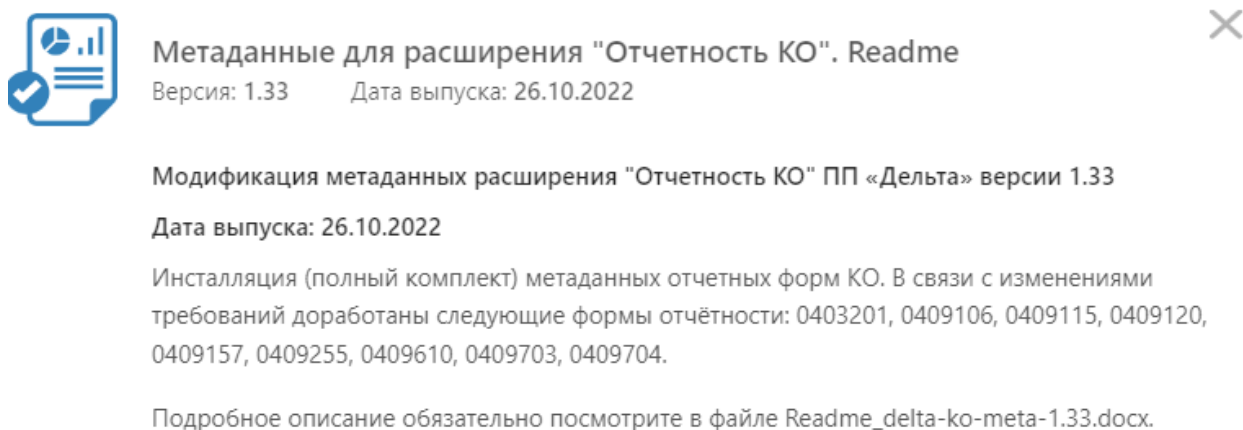 Метаданные для расширения "Отчетность КО". Readme
Версия: 1.33 Дата выпуска: 26.10.2022
Модификация метаданных расширения "Отчетность КО" ПП «Дельта» версии 1.33
Дата выпуска: 26.10.2022
Инсталляция (полный комплект) метаданных отчетных форм КО. В связи с изменениями
требований доработаны следующие формы отчётности: 0403201, 0409106, 0409115, 0409120,
0409157, 0409255, 0409610, 0409703, 0409704.
Подробное описание обязательно посмотрите в файле Readme_delta-ko-meta-1.33.docx.